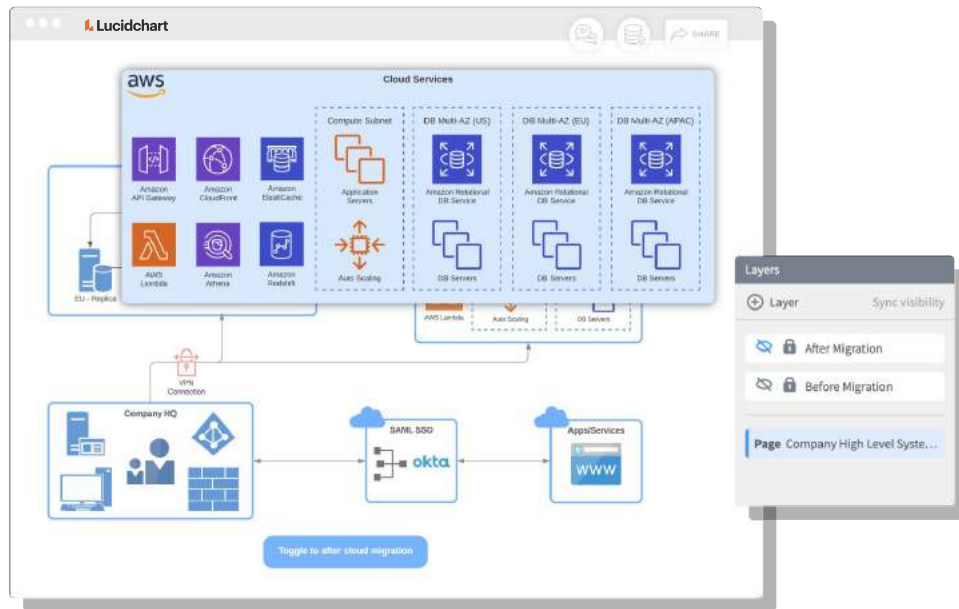 Lucidchart
SHARE
aws
Cloud Services
Compute Subnet
DB Multi-AZ (US)
DB Multi-AZ (EU)
DB Multi-AZ (APAC)
Amazon
API Gateway
Amazon
CloudFront
Amazon
ElastiCache
Application
Servers
Amazon Relational
DB Service
Amazon Relational
DB Service
Amazon Relational
DB Service
AWS
Lambda
Amazon
Athena
Amazon
Redshift
Auto Scaling
DB Servers
DB Servers
DB Servers
EU - Replica
AWS Lambda
Auto Scaling
DB Servers
VPN
Connection
Company HQ
SAML SSO
okta
Apps/Services
WWW
Toggle to after cloud migration
Layers
Layer
Sync visibility
After Migration
Before Migration
Page Company High Level Syste...